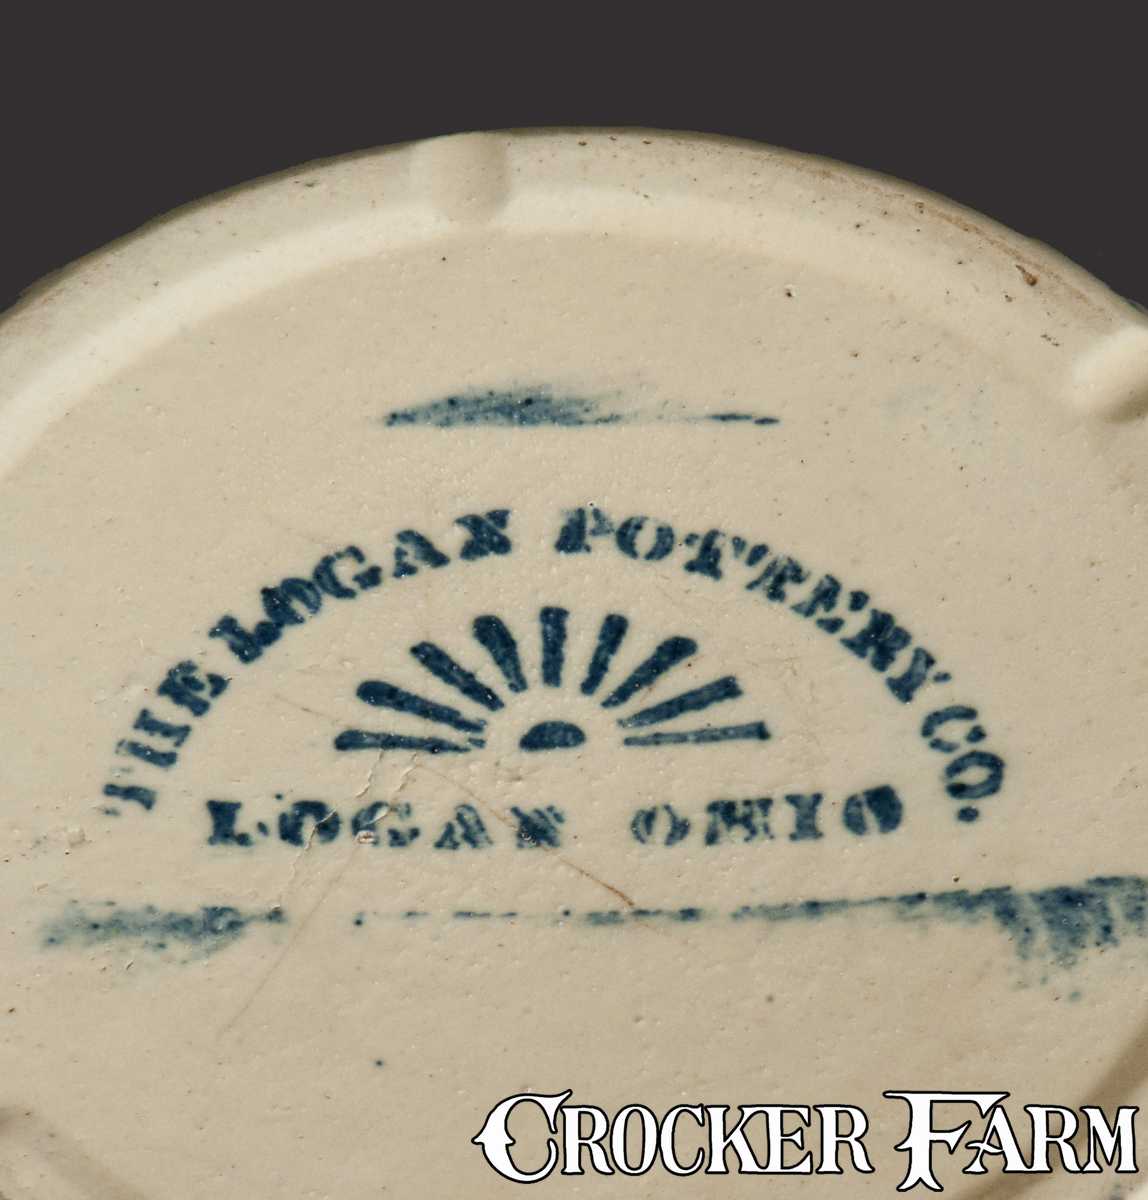 THE LOGAN POTTERY CO.
LOGAN OHIO
CROCKER FARM